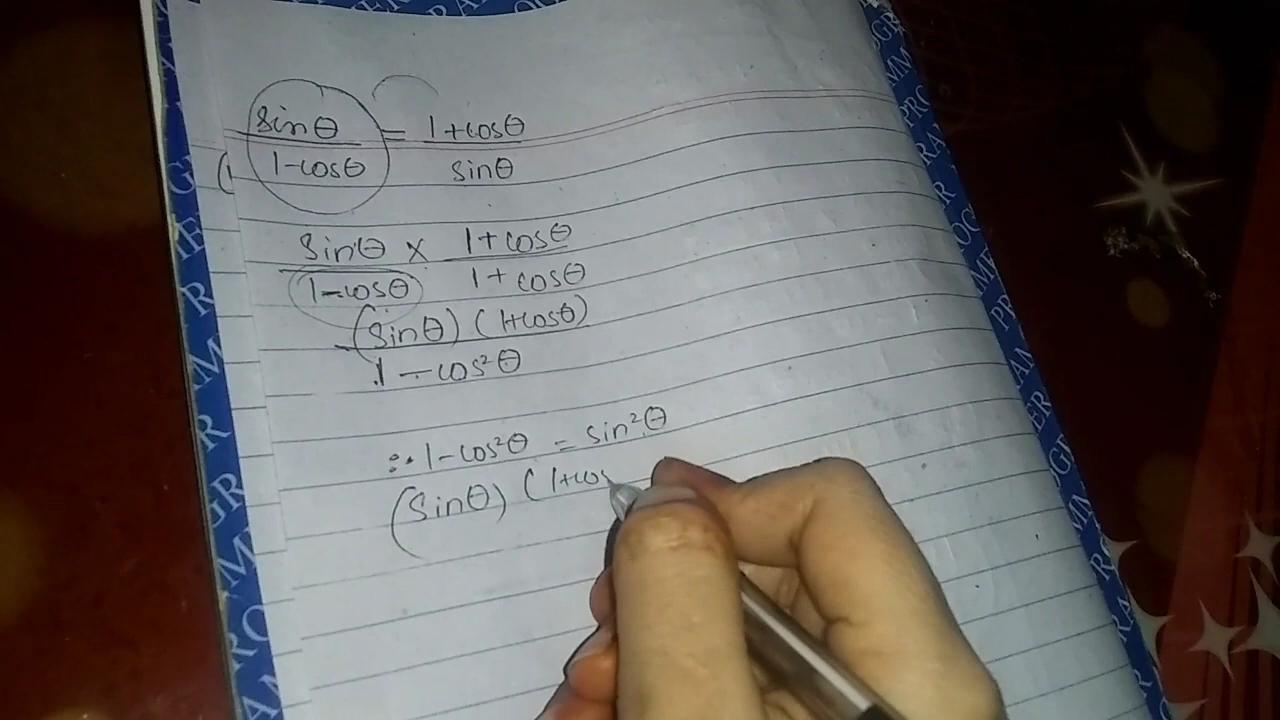 sinθ = 1+cosθ
1-cosθ sinθ
sinθ × 1+cosθ
1-cosθ 1+cosθ
(sinθ) (1+cosθ)
1-cos²θ
∵ 1-cos²θ = sin²θ
(sinθ) (1+cos